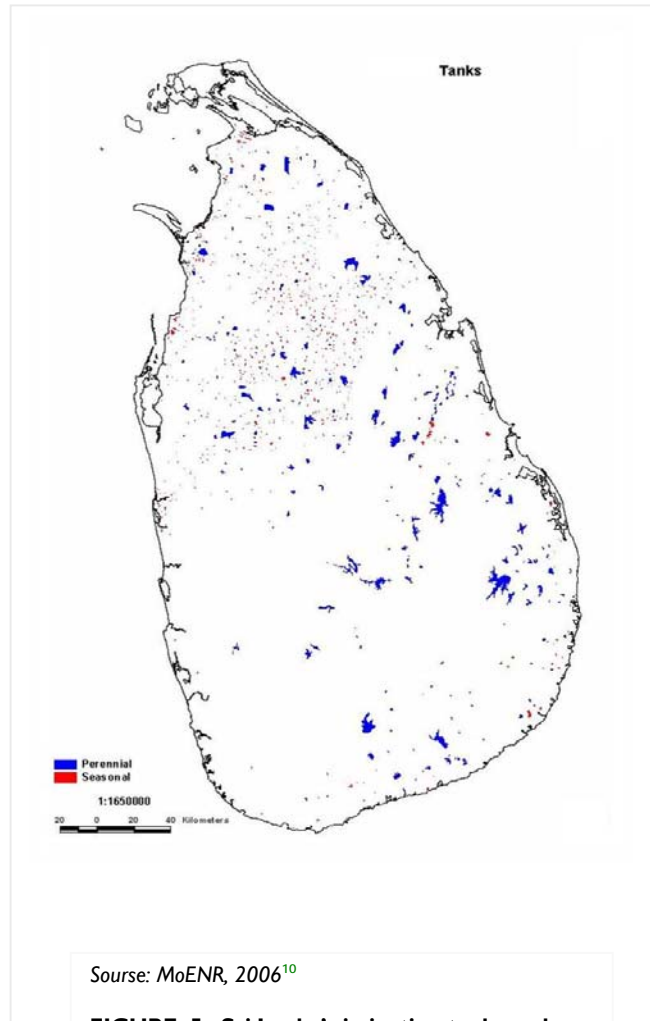 Tanks
Perennial
Seasonal
1:1650000
20 0 20 40 Kilometers
Sourse: MoENR, 2006¹⁰